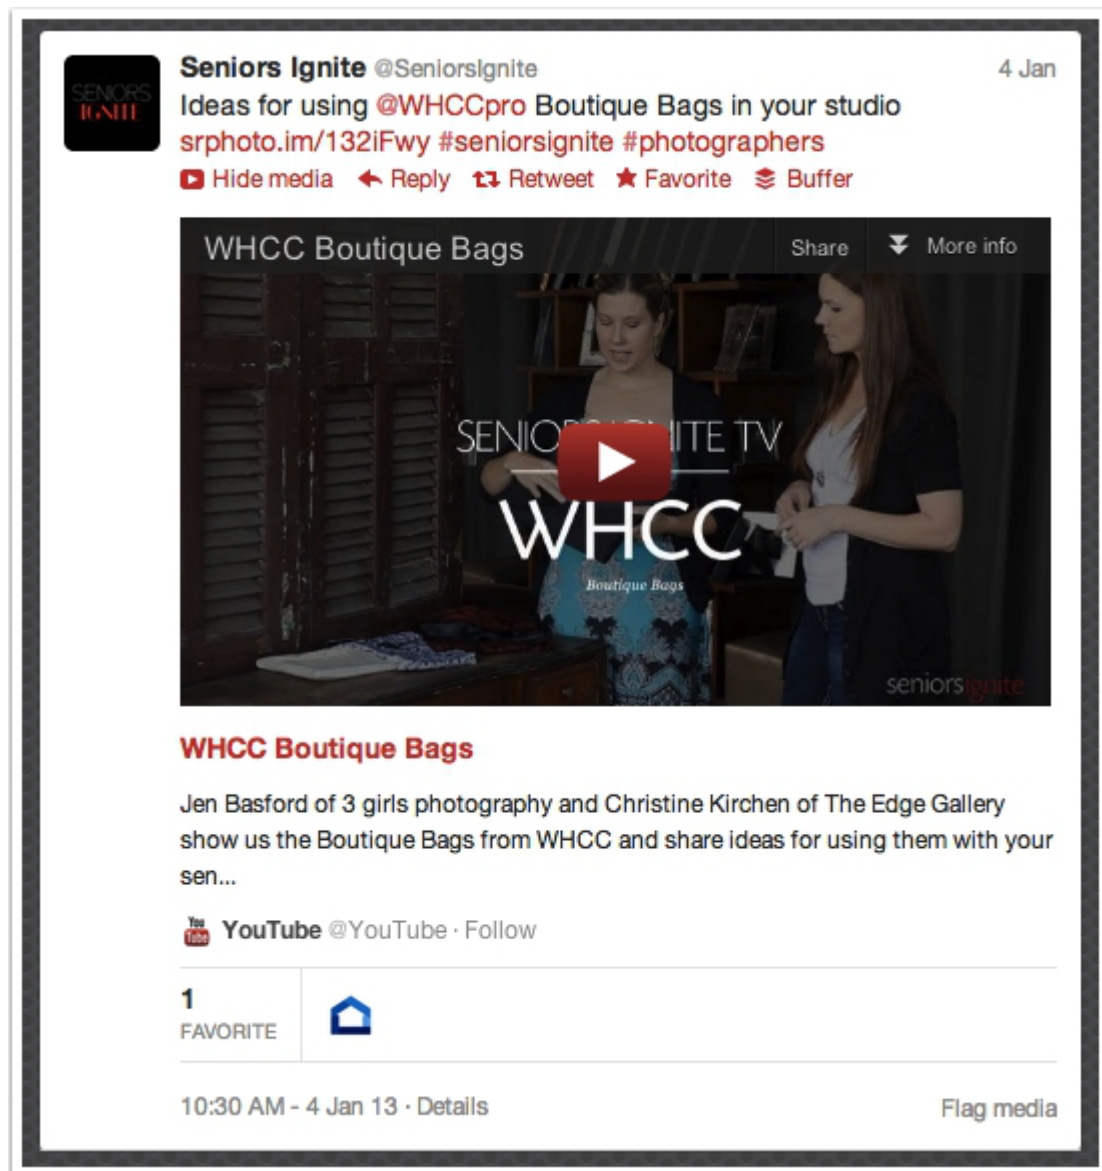 Seniors Ignite @SeniorsIgnite 4 Jan
SENIORS
IGNITE
Ideas for using @WHCCpro Boutique Bags in your studio
srphoto.im/132iFwy #seniorsignite #photographers
Hide media Reply Retweet Favorite Buffer
WHCC Boutique Bags Share More info
SENIORS IGNITE TV
WHCC
Boutique Bags
seniorsignite
WHCC Boutique Bags
Jen Basford of 3 girls photography and Christine Kirchen of The Edge Gallery
show us the Boutique Bags from WHCC and share ideas for using them with your
sen...
You
Tube
YouTube @YouTube · Follow
1
FAVORITE
10:30 AM - 4 Jan 13 · Details Flag media